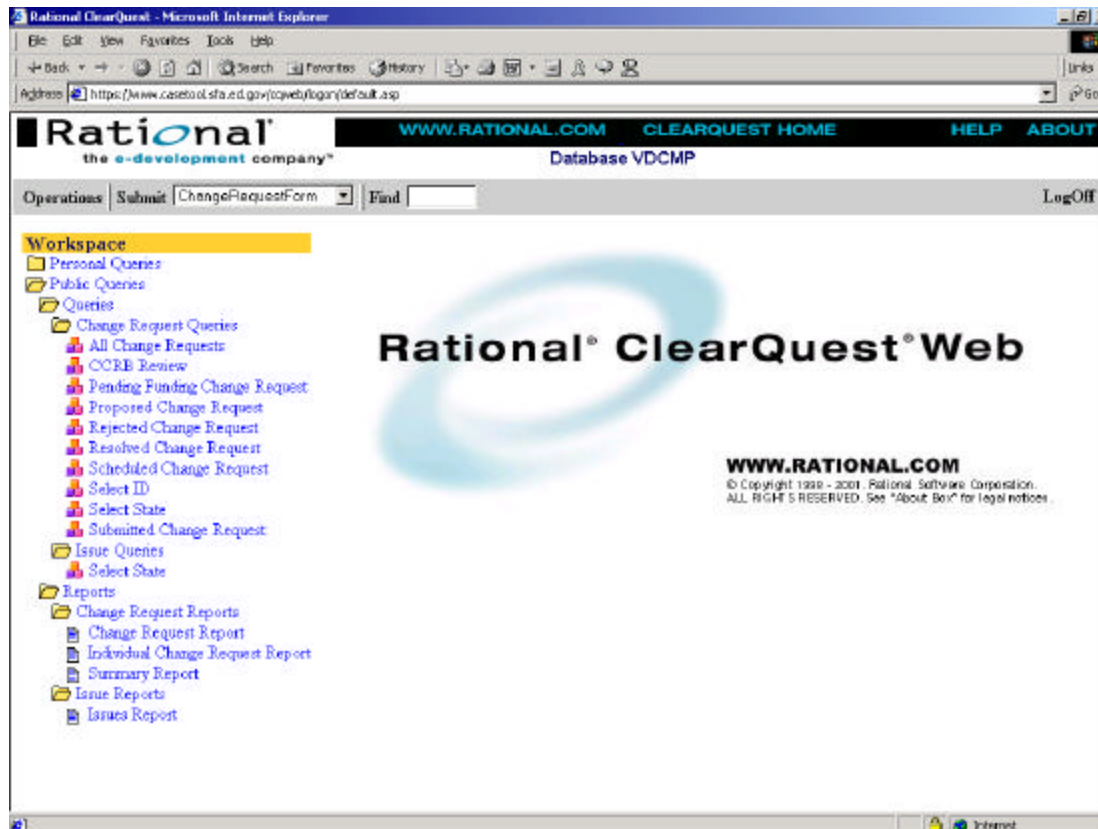 Rational ClearQuest - Microsoft Internet Explorer
File Edit View Favorites Tools Help
Back Search Favorites History Links
Address https://www.casetool.sfa.ed.gov/cqweb/logon/default.asp Go
Rational WWW.RATIONAL.COM CLEARQUEST HOME HELP ABOUT
the e-development company™ Database VDCMP
Operations Submit ChangeRequestForm Find LogOff
Workspace
Personal Queries
Public Queries
Queries
Change Request Queries
All Change Requests
CCRB Review
Pending Funding Change Request
Proposed Change Request
Rejected Change Request
Resolved Change Request
Scheduled Change Request
Select ID
Select State
Submitted Change Request
Issue Queries
Select State
Reports
Change Request Reports
Change Request Report
Individual Change Request Report
Summary Report
Issue Reports
Issues Report
Rational® ClearQuest® Web
WWW.RATIONAL.COM
© Copyright 1998 - 2001. Rational Software Corporation.
ALL RIGHTS RESERVED. See "About Box" for legal notices.
Internet